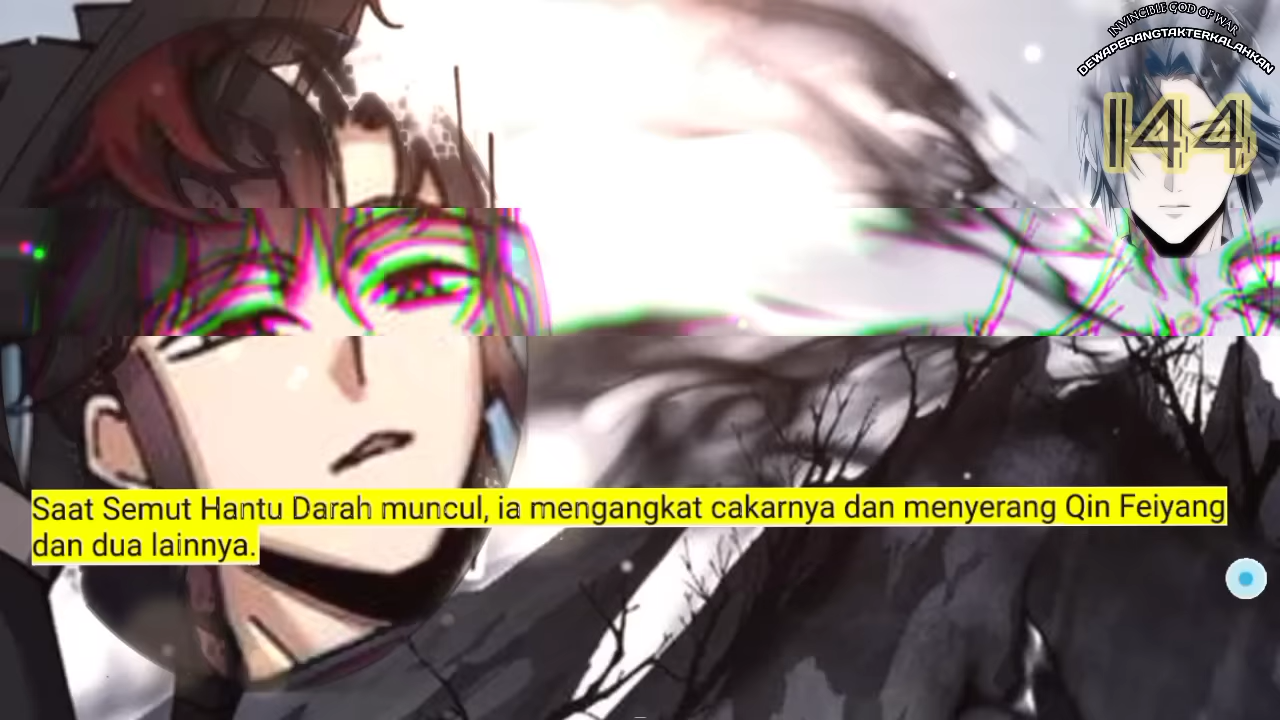 INVINCIBLE GOD OF WAR
DEWAPERANGTAKTERKALAHKAN
144
Saat Semut Hantu Darah muncul, ia mengangkat cakarnya dan menyerang Qin Feiyang
dan dua lainnya.